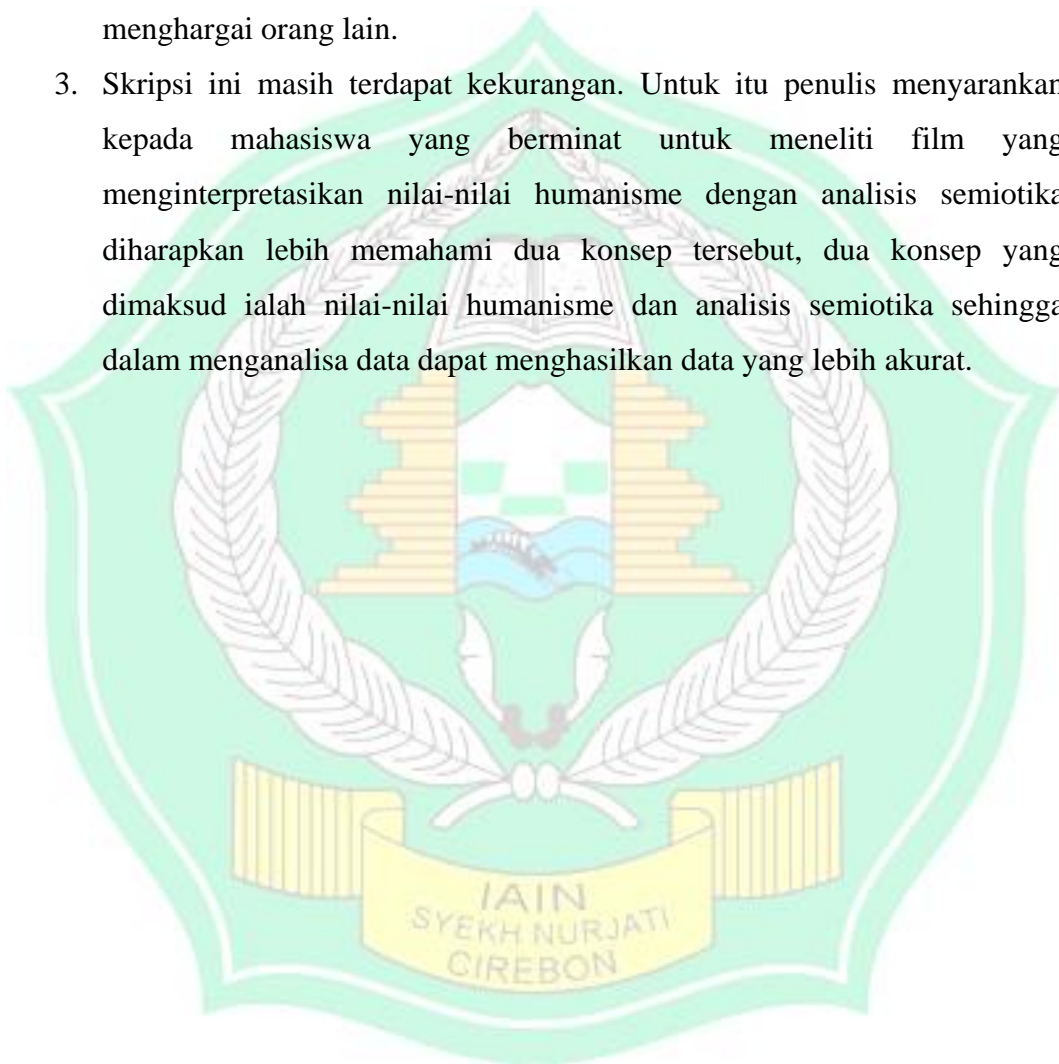 menghargai orang lain.
3. Skripsi ini masih terdapat kekurangan. Untuk itu penulis menyarankan
kepada mahasiswa yang berminat untuk meneliti film yang
menginterpretasikan nilai-nilai humanisme dengan analisis semiotika
diharapkan lebih memahami dua konsep tersebut, dua konsep yang
dimaksud ialah nilai-nilai humanisme dan analisis semiotika sehingga
dalam menganalisa data dapat menghasilkan data yang lebih akurat.
IAIN
SYEKH NURJATI
CIREBON